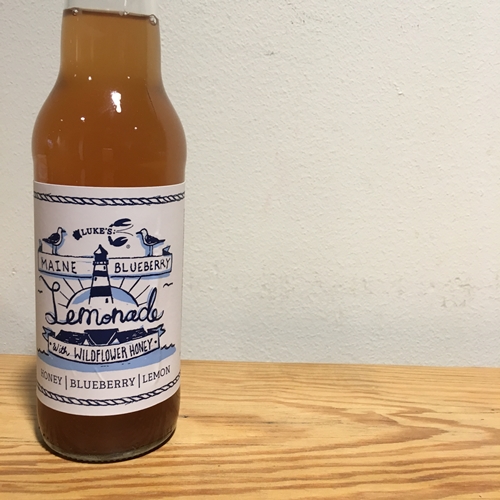 LUKE'S
MAINE BLUEBERRY
Lemonade
with WILDFLOWER HONEY
HONEY | BLUEBERRY | LEMON